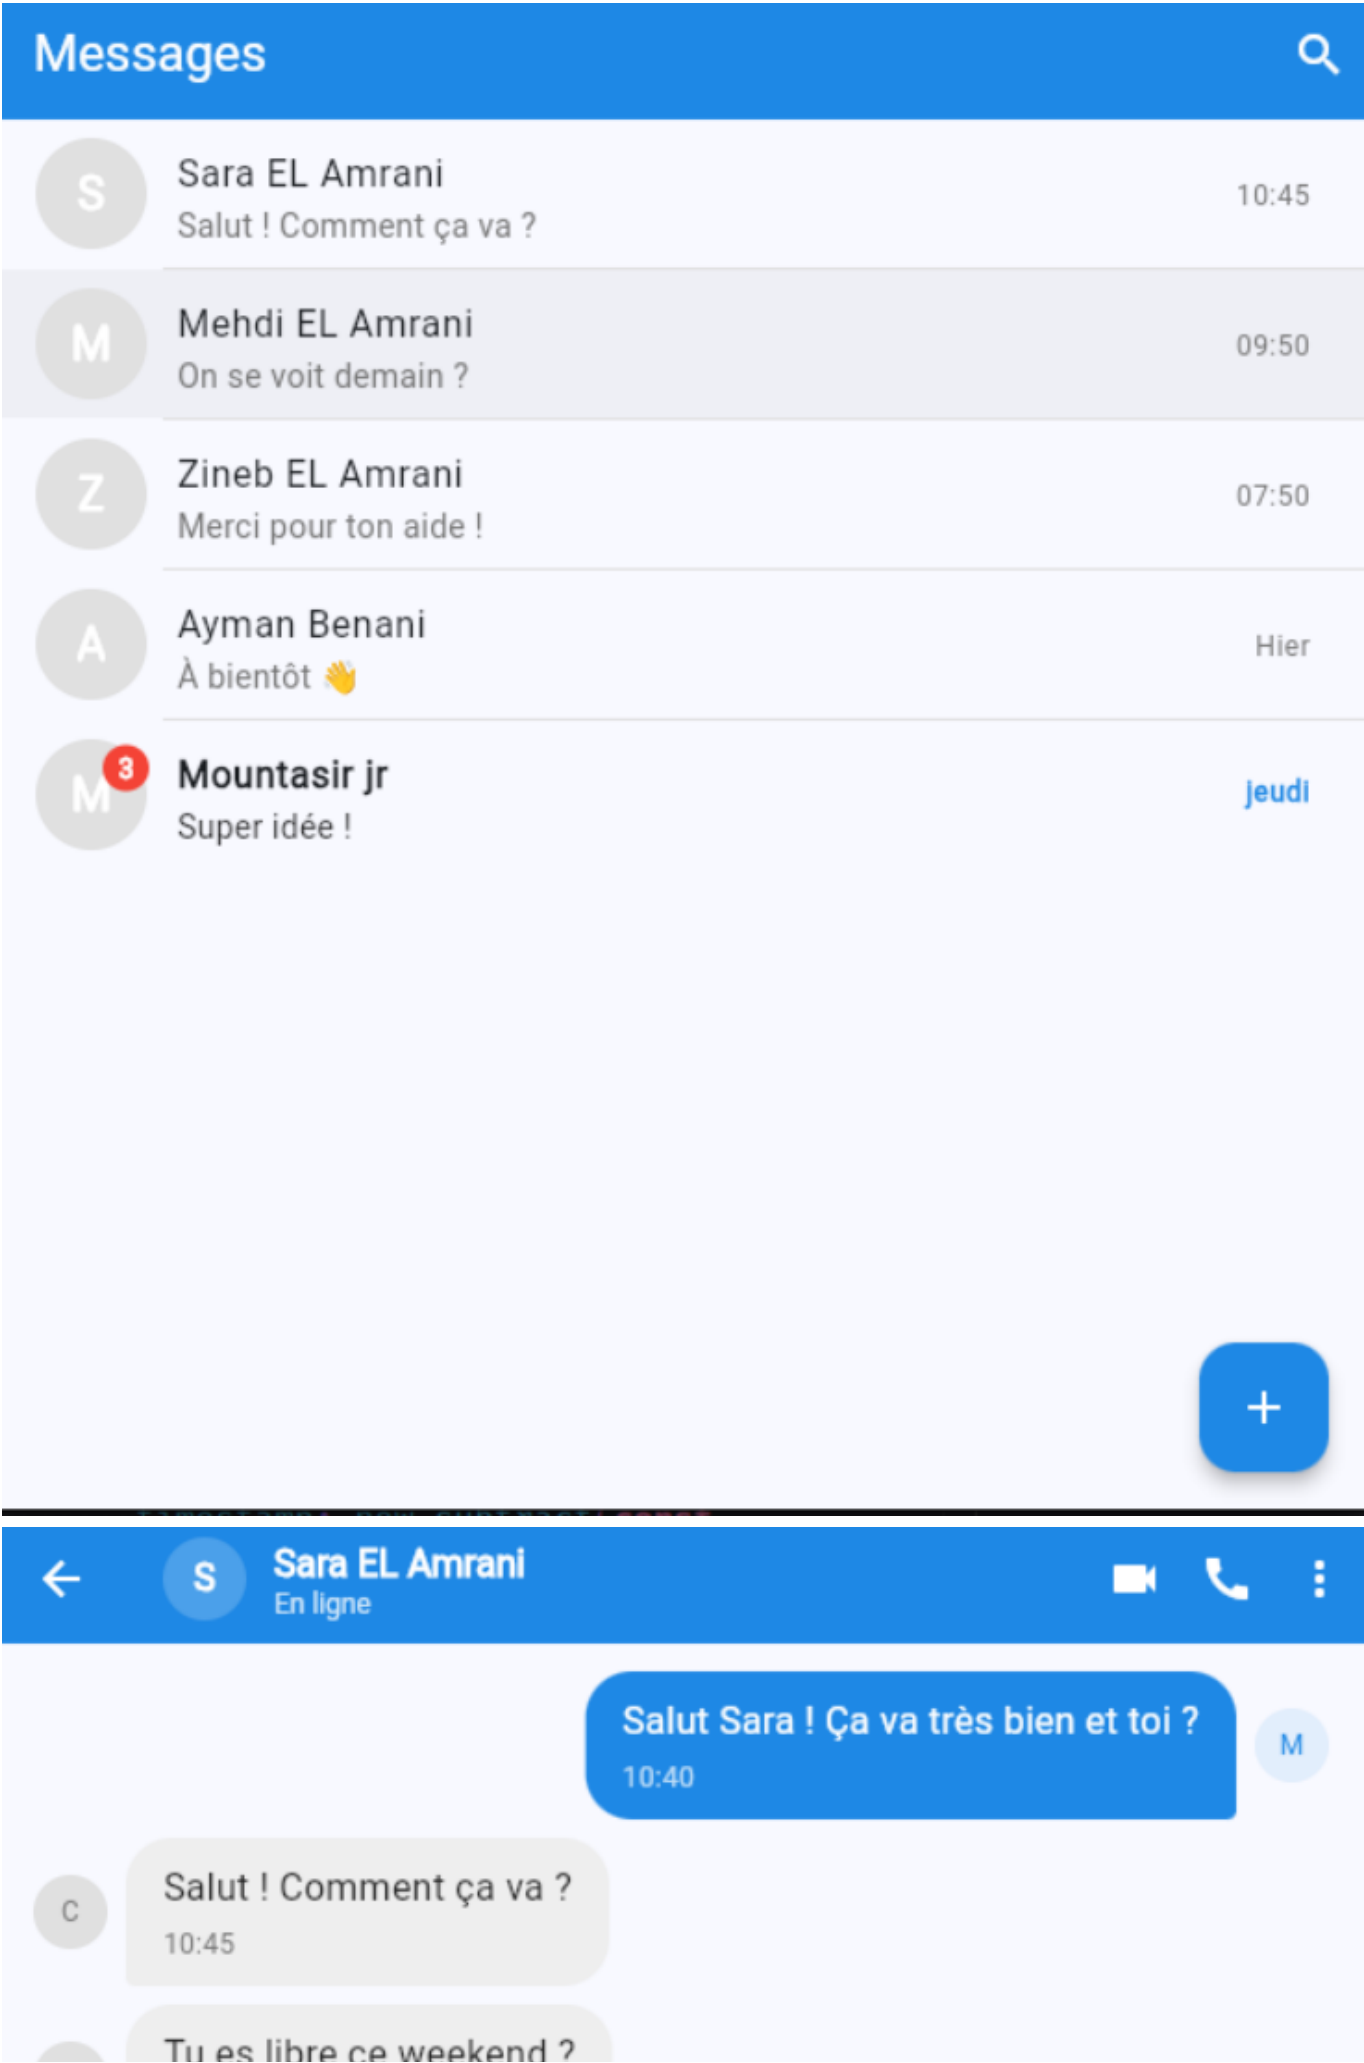 Messages
S
Sara EL Amrani
10:45
Salut ! Comment ça va ?
M
Mehdi EL Amrani
09:50
On se voit demain ?
Z
Zineb EL Amrani
07:50
Merci pour ton aide !
A
Ayman Benani
Hier
À bientôt 👋
M
3
Mountasir jr
jeudi
Super idée !
+
S
Sara EL Amrani
En ligne
Salut Sara ! Ça va très bien et toi ?
M
10:40
C
Salut ! Comment ça va ?
10:45
Tu es libre ce weekend ?